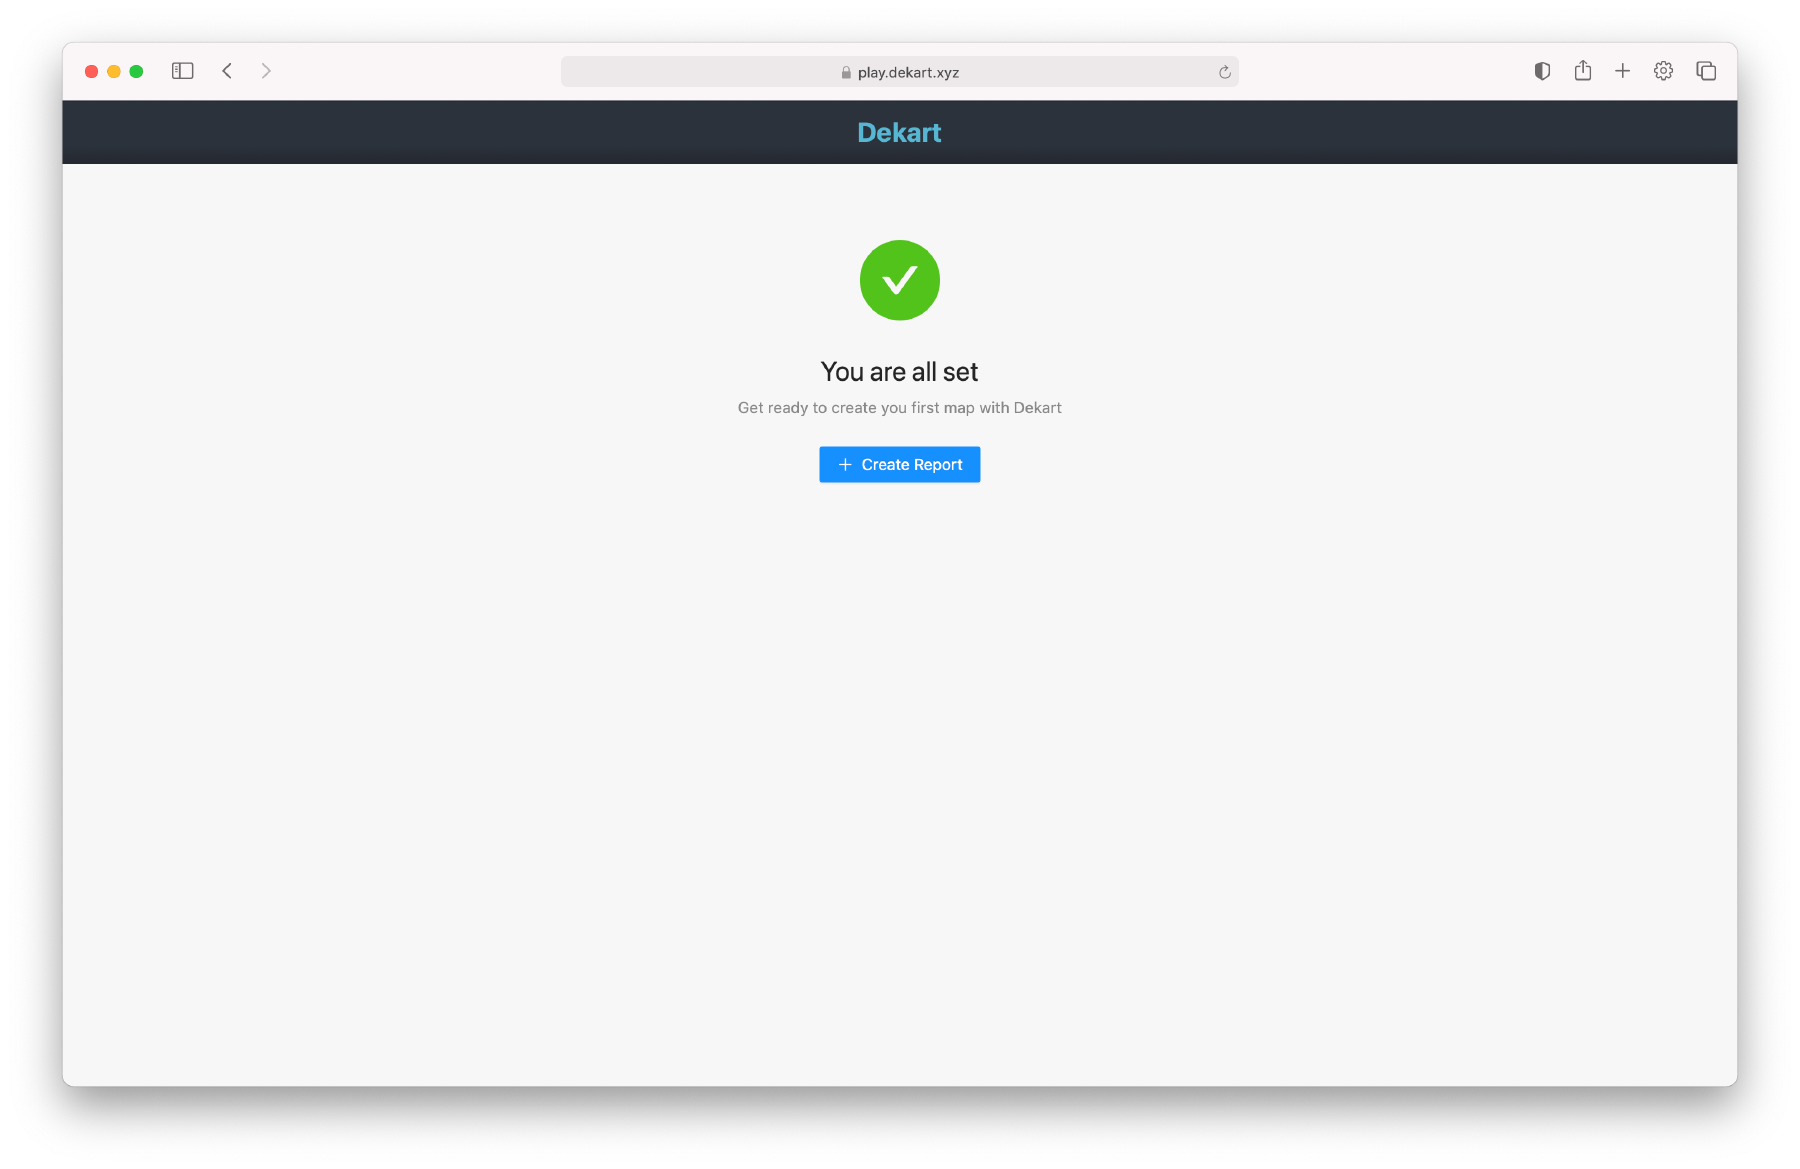 play.dekart.xyz
Dekart
You are all set
Get ready to create you first map with Dekart
Create Report